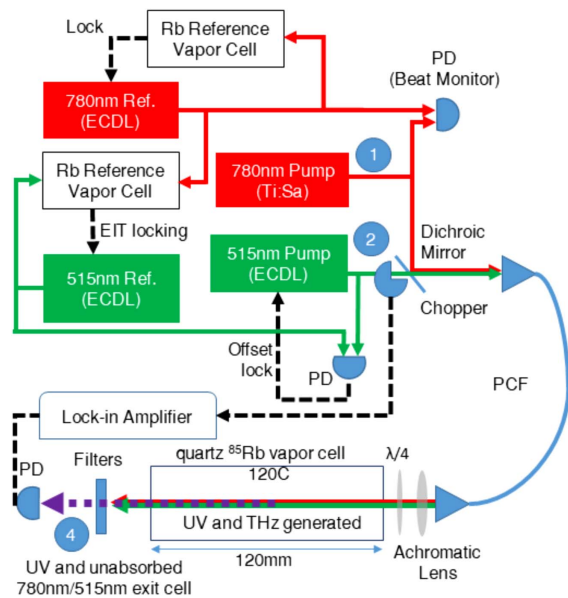 Lock
Rb Reference
Vapor Cell
PD
(Beat Monitor)
780nm Ref.
(ECDL)
Rb Reference
Vapor Cell
780nm Pump
(Ti:Sa)
1
EIT locking
515nm Pump
(ECDL)
2
Dichroic
Mirror
515nm Ref.
(ECDL)
Chopper
Offset
lock
PD
PCF
Lock-in Amplifier
PD
Filters
quartz ⁸⁵Rb vapor cell
120C
λ/4
UV and THz generated
4
120mm
Achromatic
Lens
UV and unabsorbed
780nm/515nm exit cell